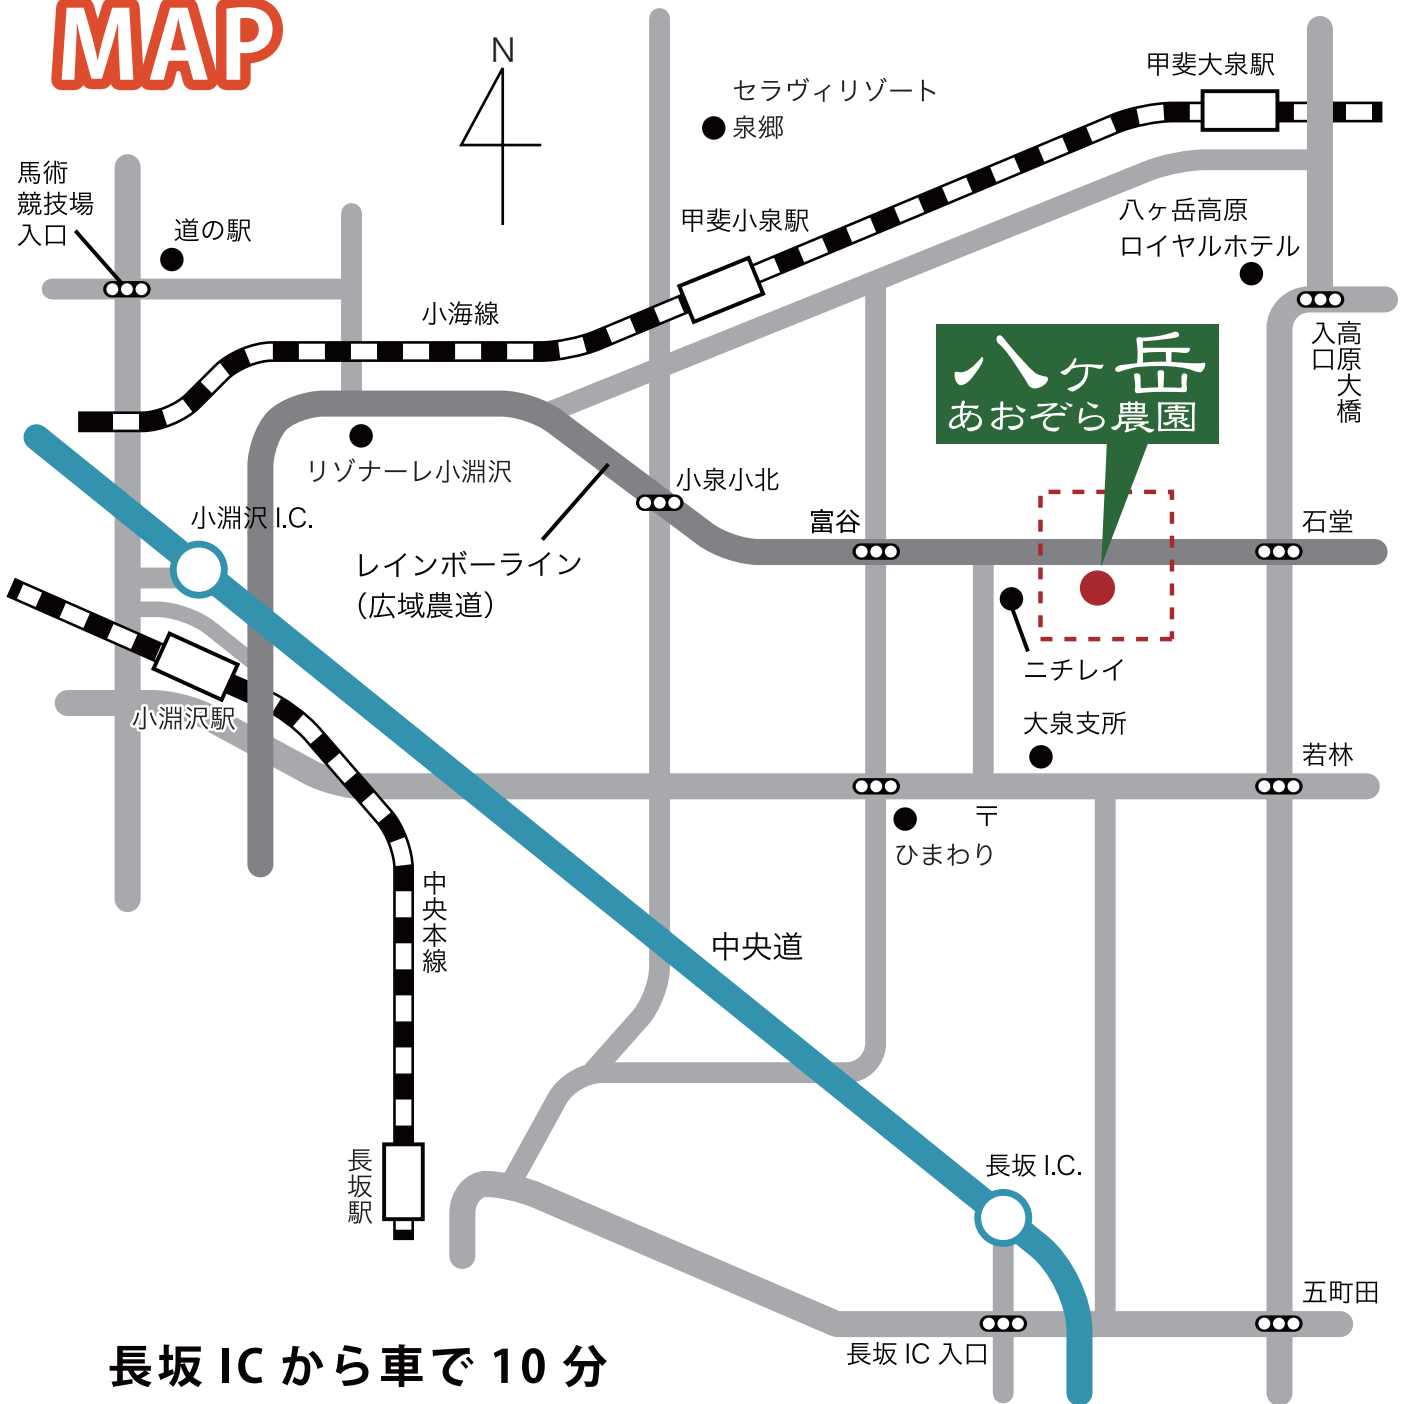 MAP
N
セラヴィリゾート
泉郷
甲斐大泉駅
馬術
競技場
入口
道の駅
甲斐小泉駅
八ヶ岳高原
ロイヤルホテル
小海線
高原大橋
入口
八ヶ岳
あおぞら農園
リゾナーレ小淵沢
小泉小北
小淵沢 I.C.
富谷
石堂
レインボーライン
（広域農道）
ニチレイ
小淵沢駅
大泉支所
若林
〒
ひまわり
中央本線
中央道
長坂駅
長坂 I.C.
五町田
長坂 IC 入口
長坂 IC から車で 10 分